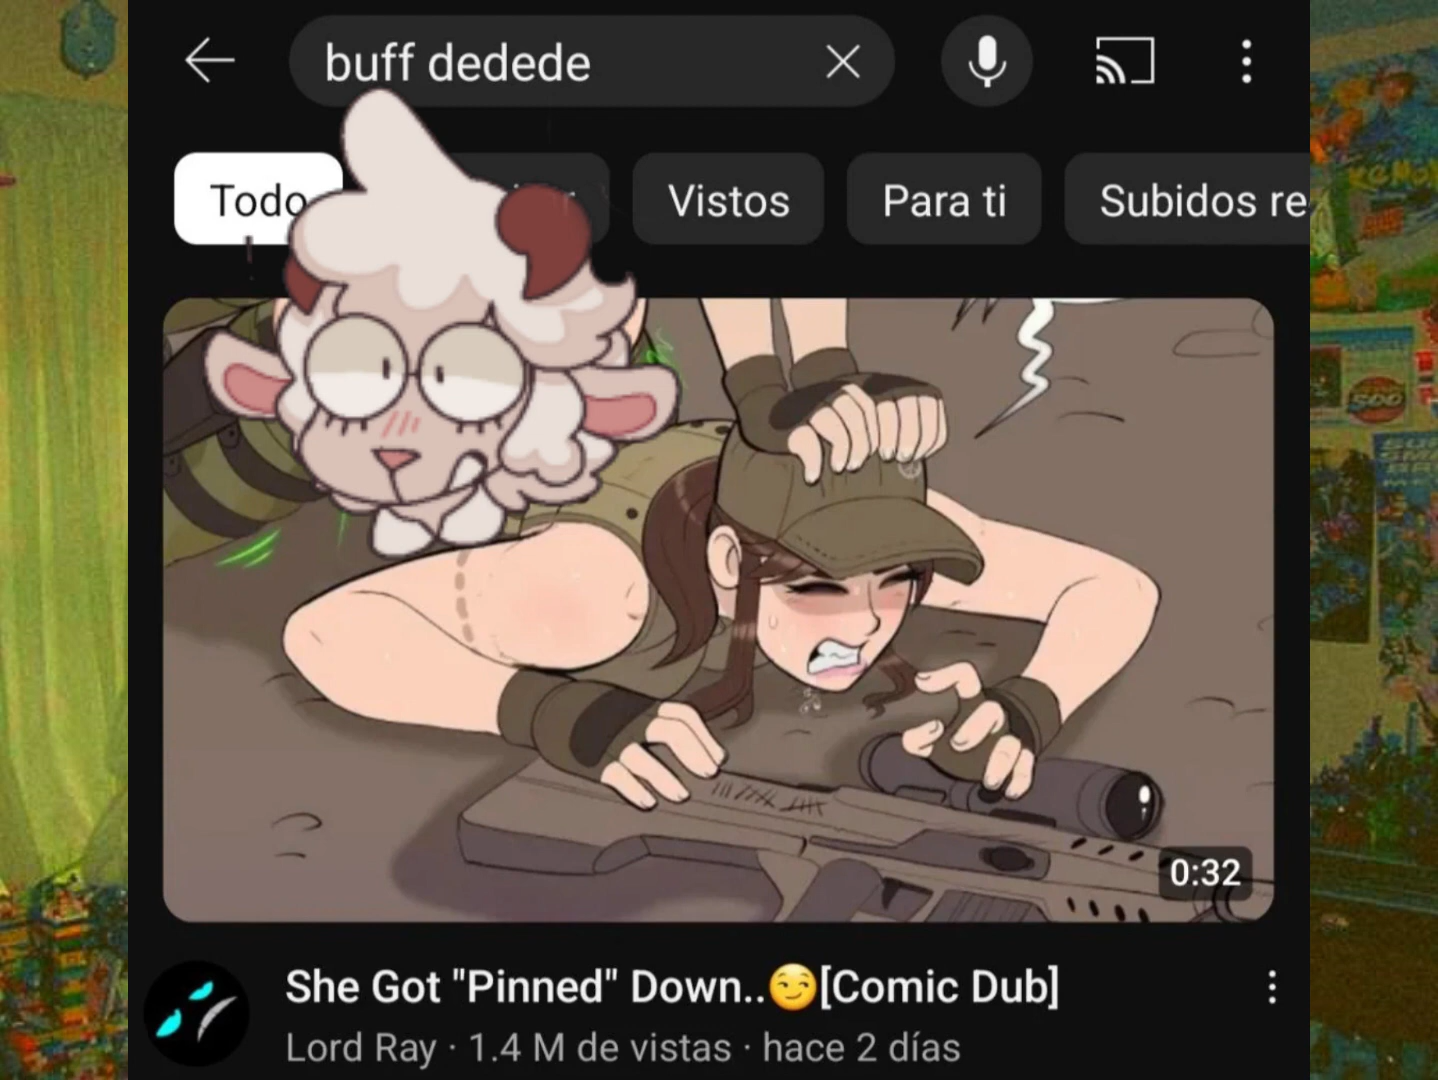 buff dedede
Todo
Vistos
Para ti
Subidos re
500
0:32
She Got "Pinned" Down..😏[Comic Dub]
Lord Ray · 1.4 M de vistas · hace 2 días